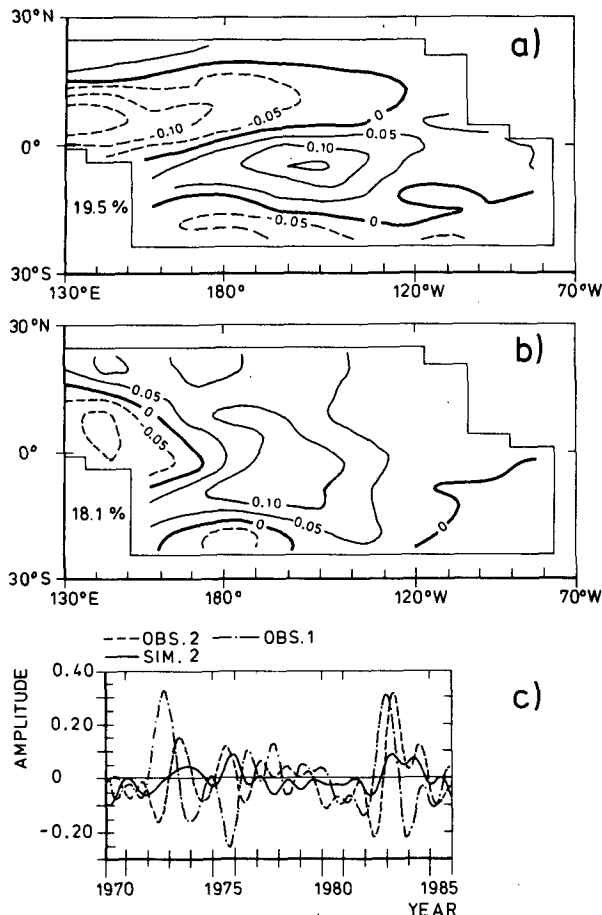 30°N
a)
0
-0.05
0.05
-0.10
0.10
0°
-0.05
0
0
19.5 %
30°S
130°E 180° 120°W 70°W
30°N
b)
0.05
0
-0.05
0°
0.10
18.1 %
0.05
0
0
30°S
130°E 180° 120°W 70°W
OBS. 2 OBS. 1
SIM. 2
c)
AMPLITUDE
0.40
0.20
0
-0.20
1970 1975 1980 1985
YEAR